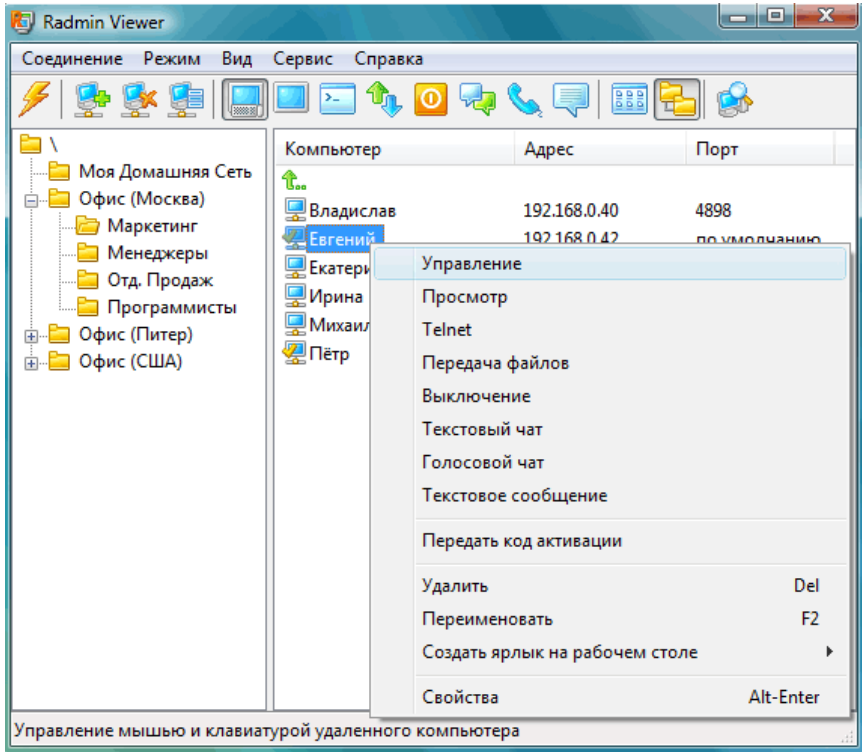 Radmin Viewer
Соединение Режим Вид Сервис Справка
\
Моя Домашняя Сеть
Офис (Москва)
Маркетинг
Менеджеры
Отд. Продаж
Программисты
Офис (Питер)
Офис (США)
Компьютер Адрес Порт
Владислав 192.168.0.40 4898
Евгений 192.168.0.42 по умолчанию
Ирина
Михаил
Пётр
Управление
Просмотр
Telnet
Передача файлов
Выключение
Текстовый чат
Голосовой чат
Текстовое сообщение
Передать код активации
Удалить Del
Переименовать F2
Создать ярлык на рабочем столе
Свойства Alt-Enter
Управление мышью и клавиатурой удаленного компьютера